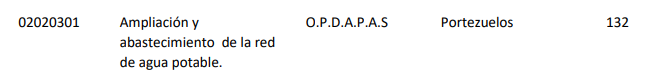 02020301 Ampliación y O.P.D.A.P.A.S Portezuelos 132
abastecimiento de la red
de agua potable.